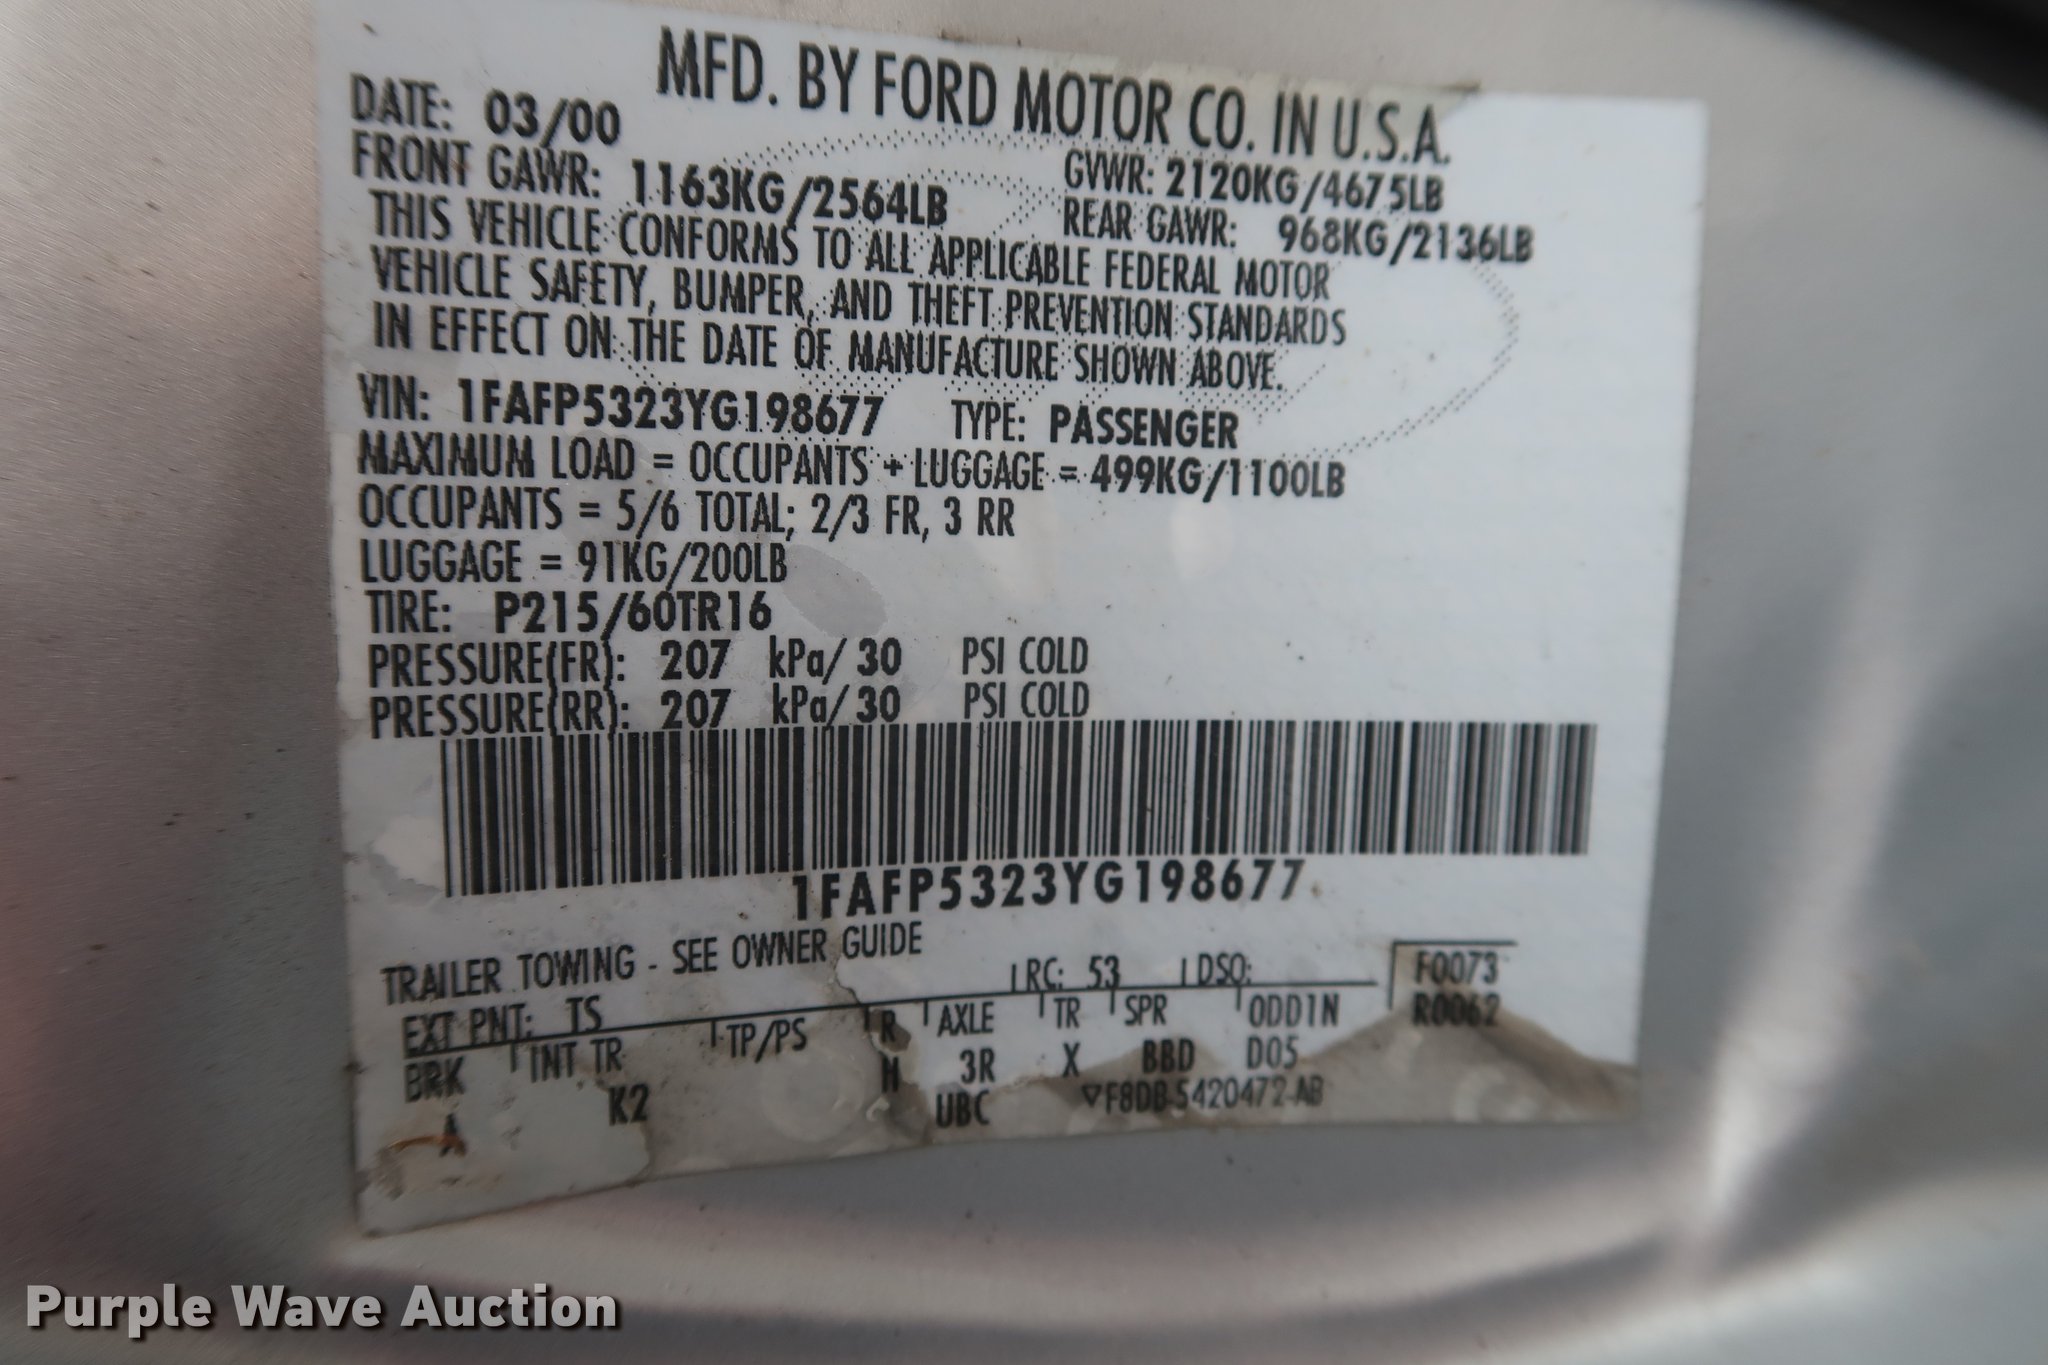 MFD. BY FORD MOTOR CO. IN U.S.A.
DATE: 03/00
GVWR: 2120KG/4675LB
FRONT GAWR: 1163KG/2564LB
REAR GAWR: 968KG/2136LB
THIS VEHICLE CONFORMS TO ALL APPLICABLE FEDERAL MOTOR
VEHICLE SAFETY, BUMPER, AND THEFT PREVENTION STANDARDS
IN EFFECT ON THE DATE OF MANUFACTURE SHOWN ABOVE.
VIN: 1FAFP5323YG198677 TYPE: PASSENGER
MAXIMUM LOAD = OCCUPANTS + LUGGAGE = 499KG/1100LB
OCCUPANTS = 5/6 TOTAL; 2/3 FR, 3 RR
LUGGAGE = 91KG/200LB
TIRE: P215/60TR16
PRESSURE(FR): 207 kPa/ 30 PSI COLD
PRESSURE(RR): 207 kPa/ 30 PSI COLD
1FAFP5323YG198677
TRAILER TOWING - SEE OWNER GUIDE
EXT PNT: TS RC: 53 DSO: F0073
BRK INT TR TP/PS R AXLE TR SPR ODD1N R0062
A K2 H 3R X BBD D05
UBC ▽F8DB-5420472-AB
Purple Wave Auction